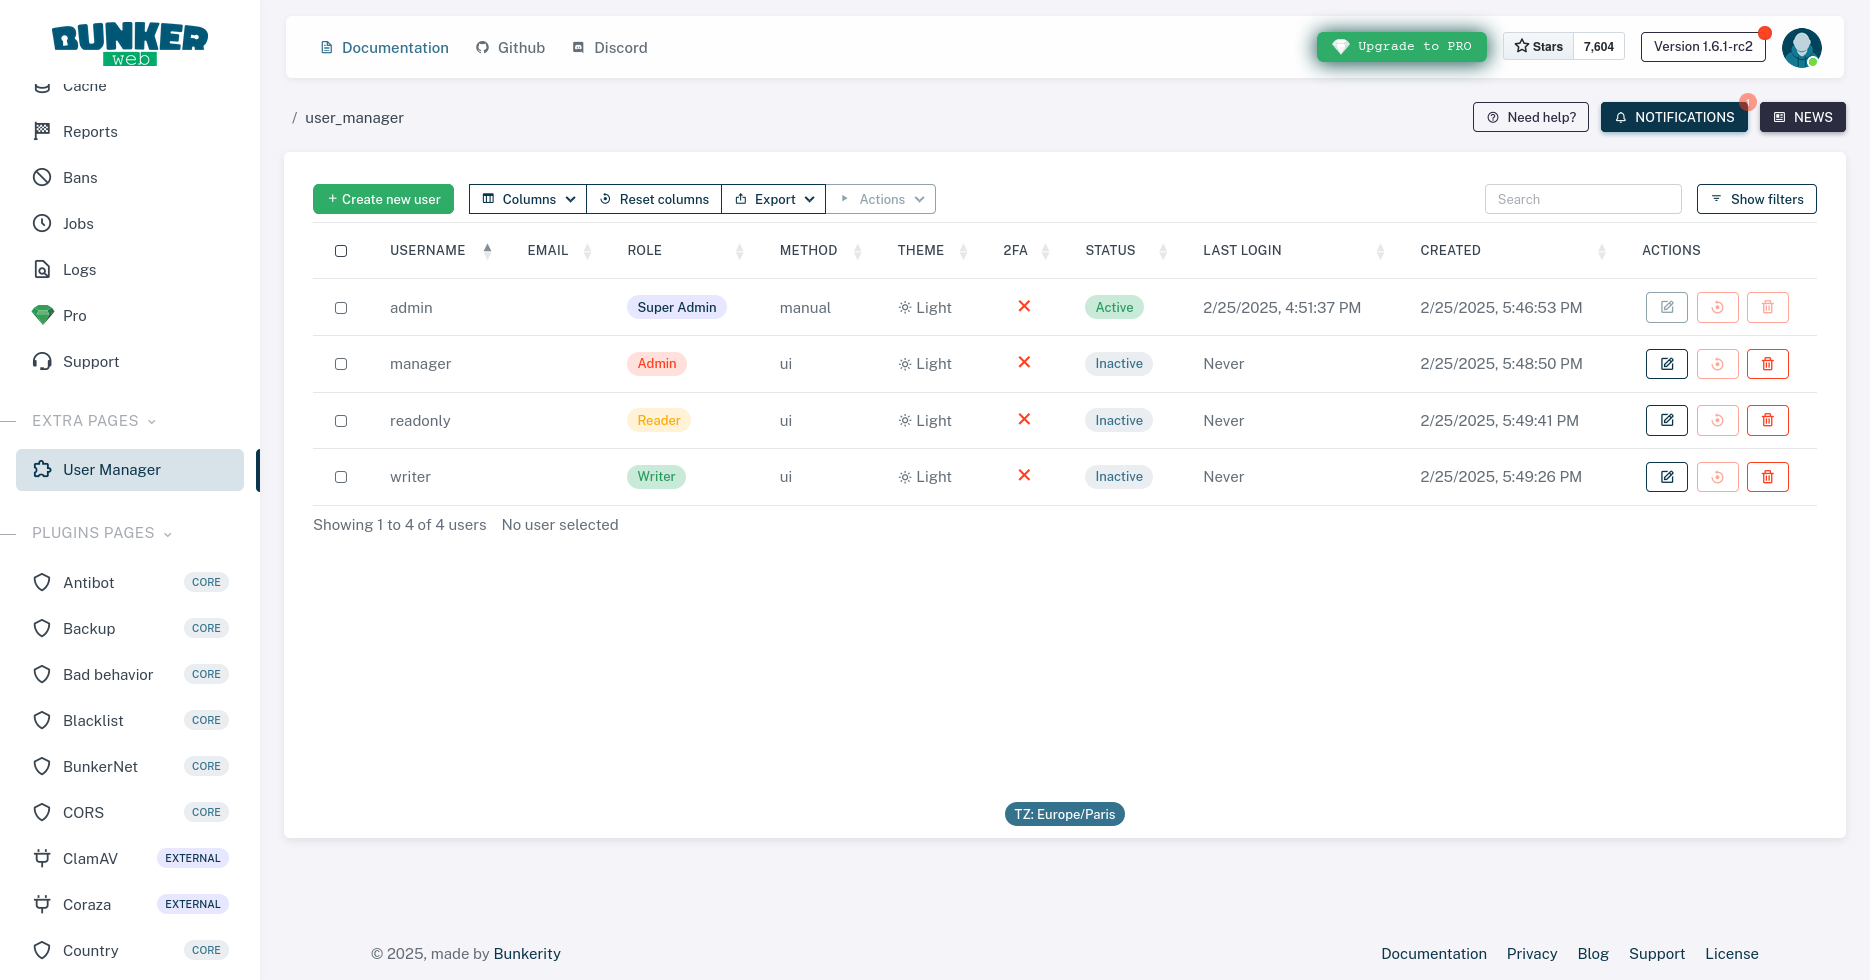 BUNKER
web
Cache
Reports
Bans
Jobs
Logs
Pro
Support
EXTRA PAGES
User Manager
PLUGINS PAGES
Antibot CORE
Backup CORE
Bad behavior CORE
Blacklist CORE
BunkerNet CORE
CORS CORE
ClamAV EXTERNAL
Coraza EXTERNAL
Country CORE
Documentation Github Discord Upgrade to PRO Stars 7,604 Version 1.6.1-rc2
/ user_manager Need help? NOTIFICATIONS NEWS
+ Create new user Columns Reset columns Export Actions Search Show filters
USERNAME EMAIL ROLE METHOD THEME 2FA STATUS LAST LOGIN CREATED ACTIONS
admin Super Admin manual Light Active 2/25/2025, 4:51:37 PM 2/25/2025, 5:46:53 PM
manager Admin ui Light Inactive Never 2/25/2025, 5:48:50 PM
readonly Reader ui Light Inactive Never 2/25/2025, 5:49:41 PM
writer Writer ui Light Inactive Never 2/25/2025, 5:49:26 PM
Showing 1 to 4 of 4 users No user selected
TZ: Europe/Paris
© 2025, made by Bunkerity Documentation Privacy Blog Support License